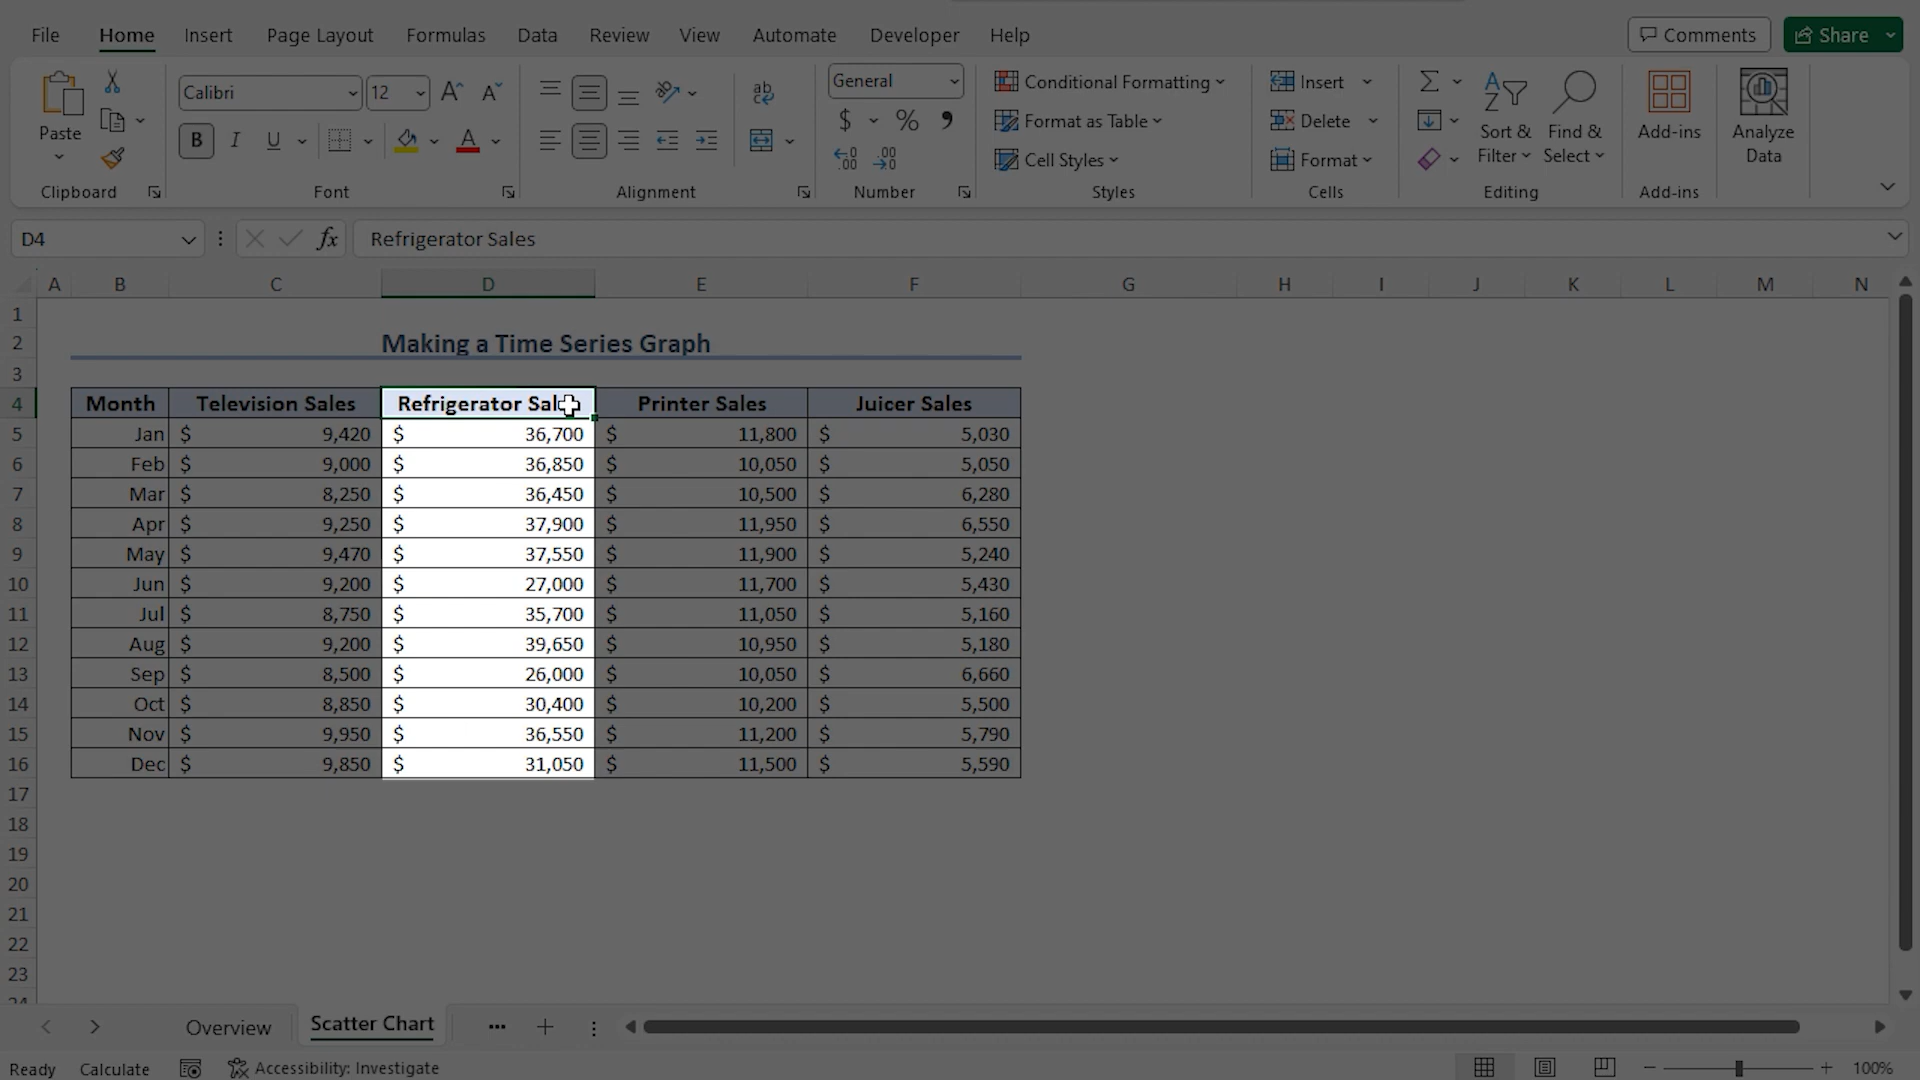 File Home Insert Page Layout Formulas Data Review View Automate Developer Help Comments Share
Calibri 12 General Conditional Formatting Insert
Paste Format as Table Delete Sort & Filter Find & Select Add-ins Analyze Data
B I U A $ % Cell Styles Format
Clipboard Font Alignment Number Styles Cells Editing Add-ins
D4 fx Refrigerator Sales
A B C D E F G H I J K L M N
1
2 Making a Time Series Graph
3
4 Month Television Sales Refrigerator Sales Printer Sales Juicer Sales
5 Jan $ 9,420 $ 36,700 $ 11,800 $ 5,030
6 Feb $ 9,000 $ 36,850 $ 10,050 $ 5,050
7 Mar $ 8,250 $ 36,450 $ 10,500 $ 6,280
8 Apr $ 9,250 $ 37,900 $ 11,950 $ 6,550
9 May $ 9,470 $ 37,550 $ 11,900 $ 5,240
10 Jun $ 9,200 $ 27,000 $ 11,700 $ 5,430
11 Jul $ 8,750 $ 35,700 $ 11,050 $ 5,160
12 Aug $ 9,200 $ 39,650 $ 10,950 $ 5,180
13 Sep $ 8,500 $ 26,000 $ 10,050 $ 6,660
14 Oct $ 8,850 $ 30,400 $ 10,200 $ 5,500
15 Nov $ 9,950 $ 36,550 $ 11,200 $ 5,790
16 Dec $ 9,850 $ 31,050 $ 11,500 $ 5,590
17
18
19
20
21
22
23
24
Overview Scatter Chart ...
Ready Calculate Accessibility: Investigate 100%